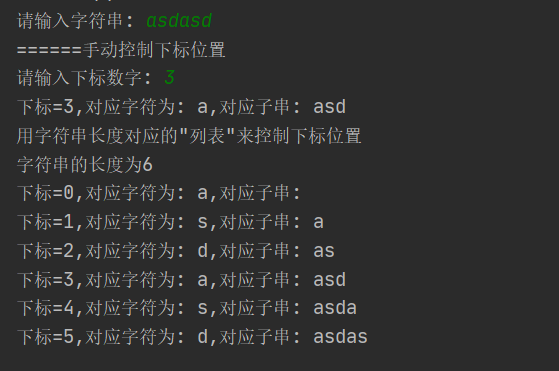 请输入字符串: asdasd
======手动控制下标位置
请输入下标数字: 3
下标=3,对应字符为: a,对应子串: asd
用字符串长度对应的"列表"来控制下标位置
字符串的长度为6
下标=0,对应字符为: a,对应子串:
下标=1,对应字符为: s,对应子串: a
下标=2,对应字符为: d,对应子串: as
下标=3,对应字符为: a,对应子串: asd
下标=4,对应字符为: s,对应子串: asda
下标=5,对应字符为: d,对应子串: asdas